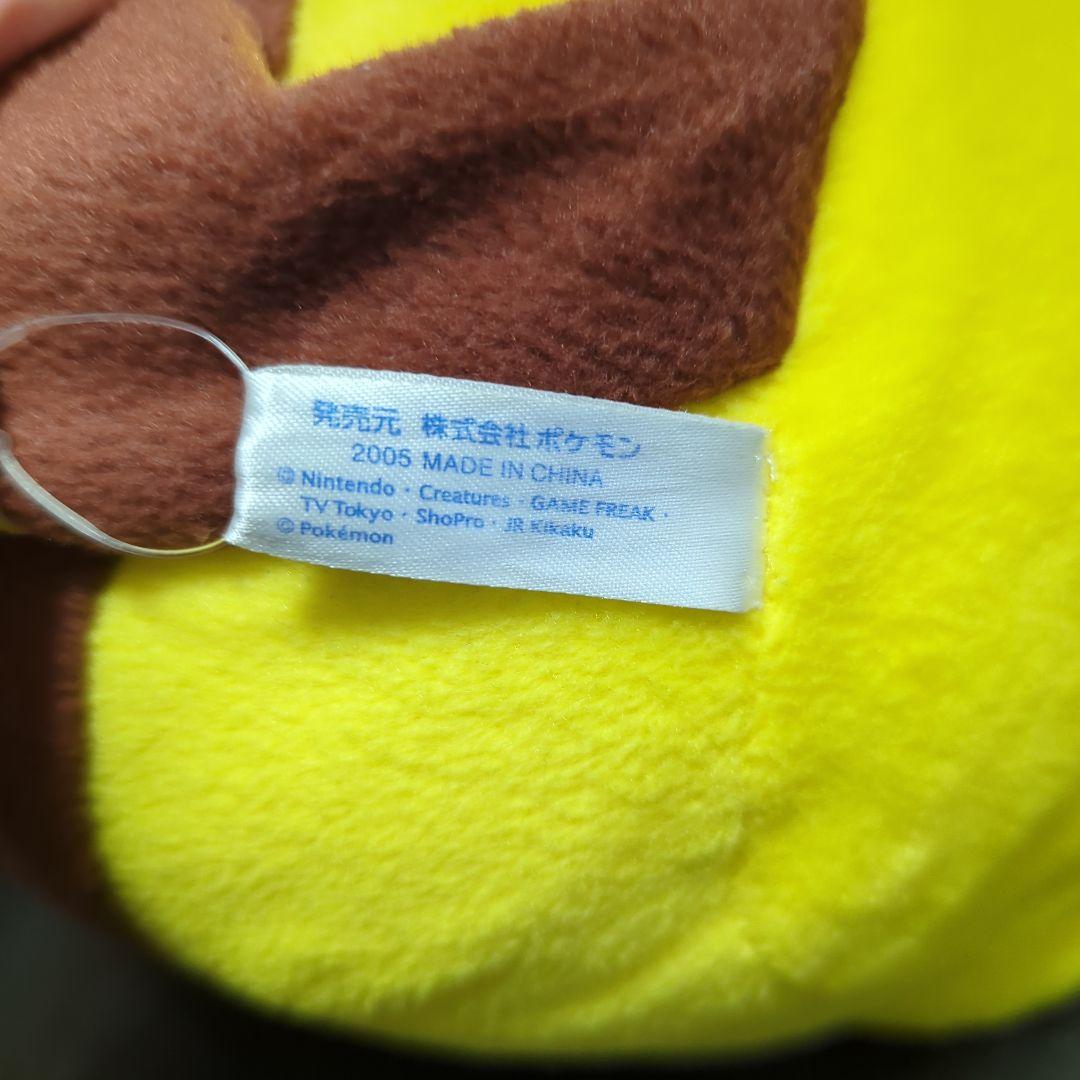 発売元 株式会社 ポケモン
2005 MADE IN CHINA
© Nintendo・Creatures・GAME FREAK・
TV Tokyo・ShoPro・JR Kikaku
© Pokémon